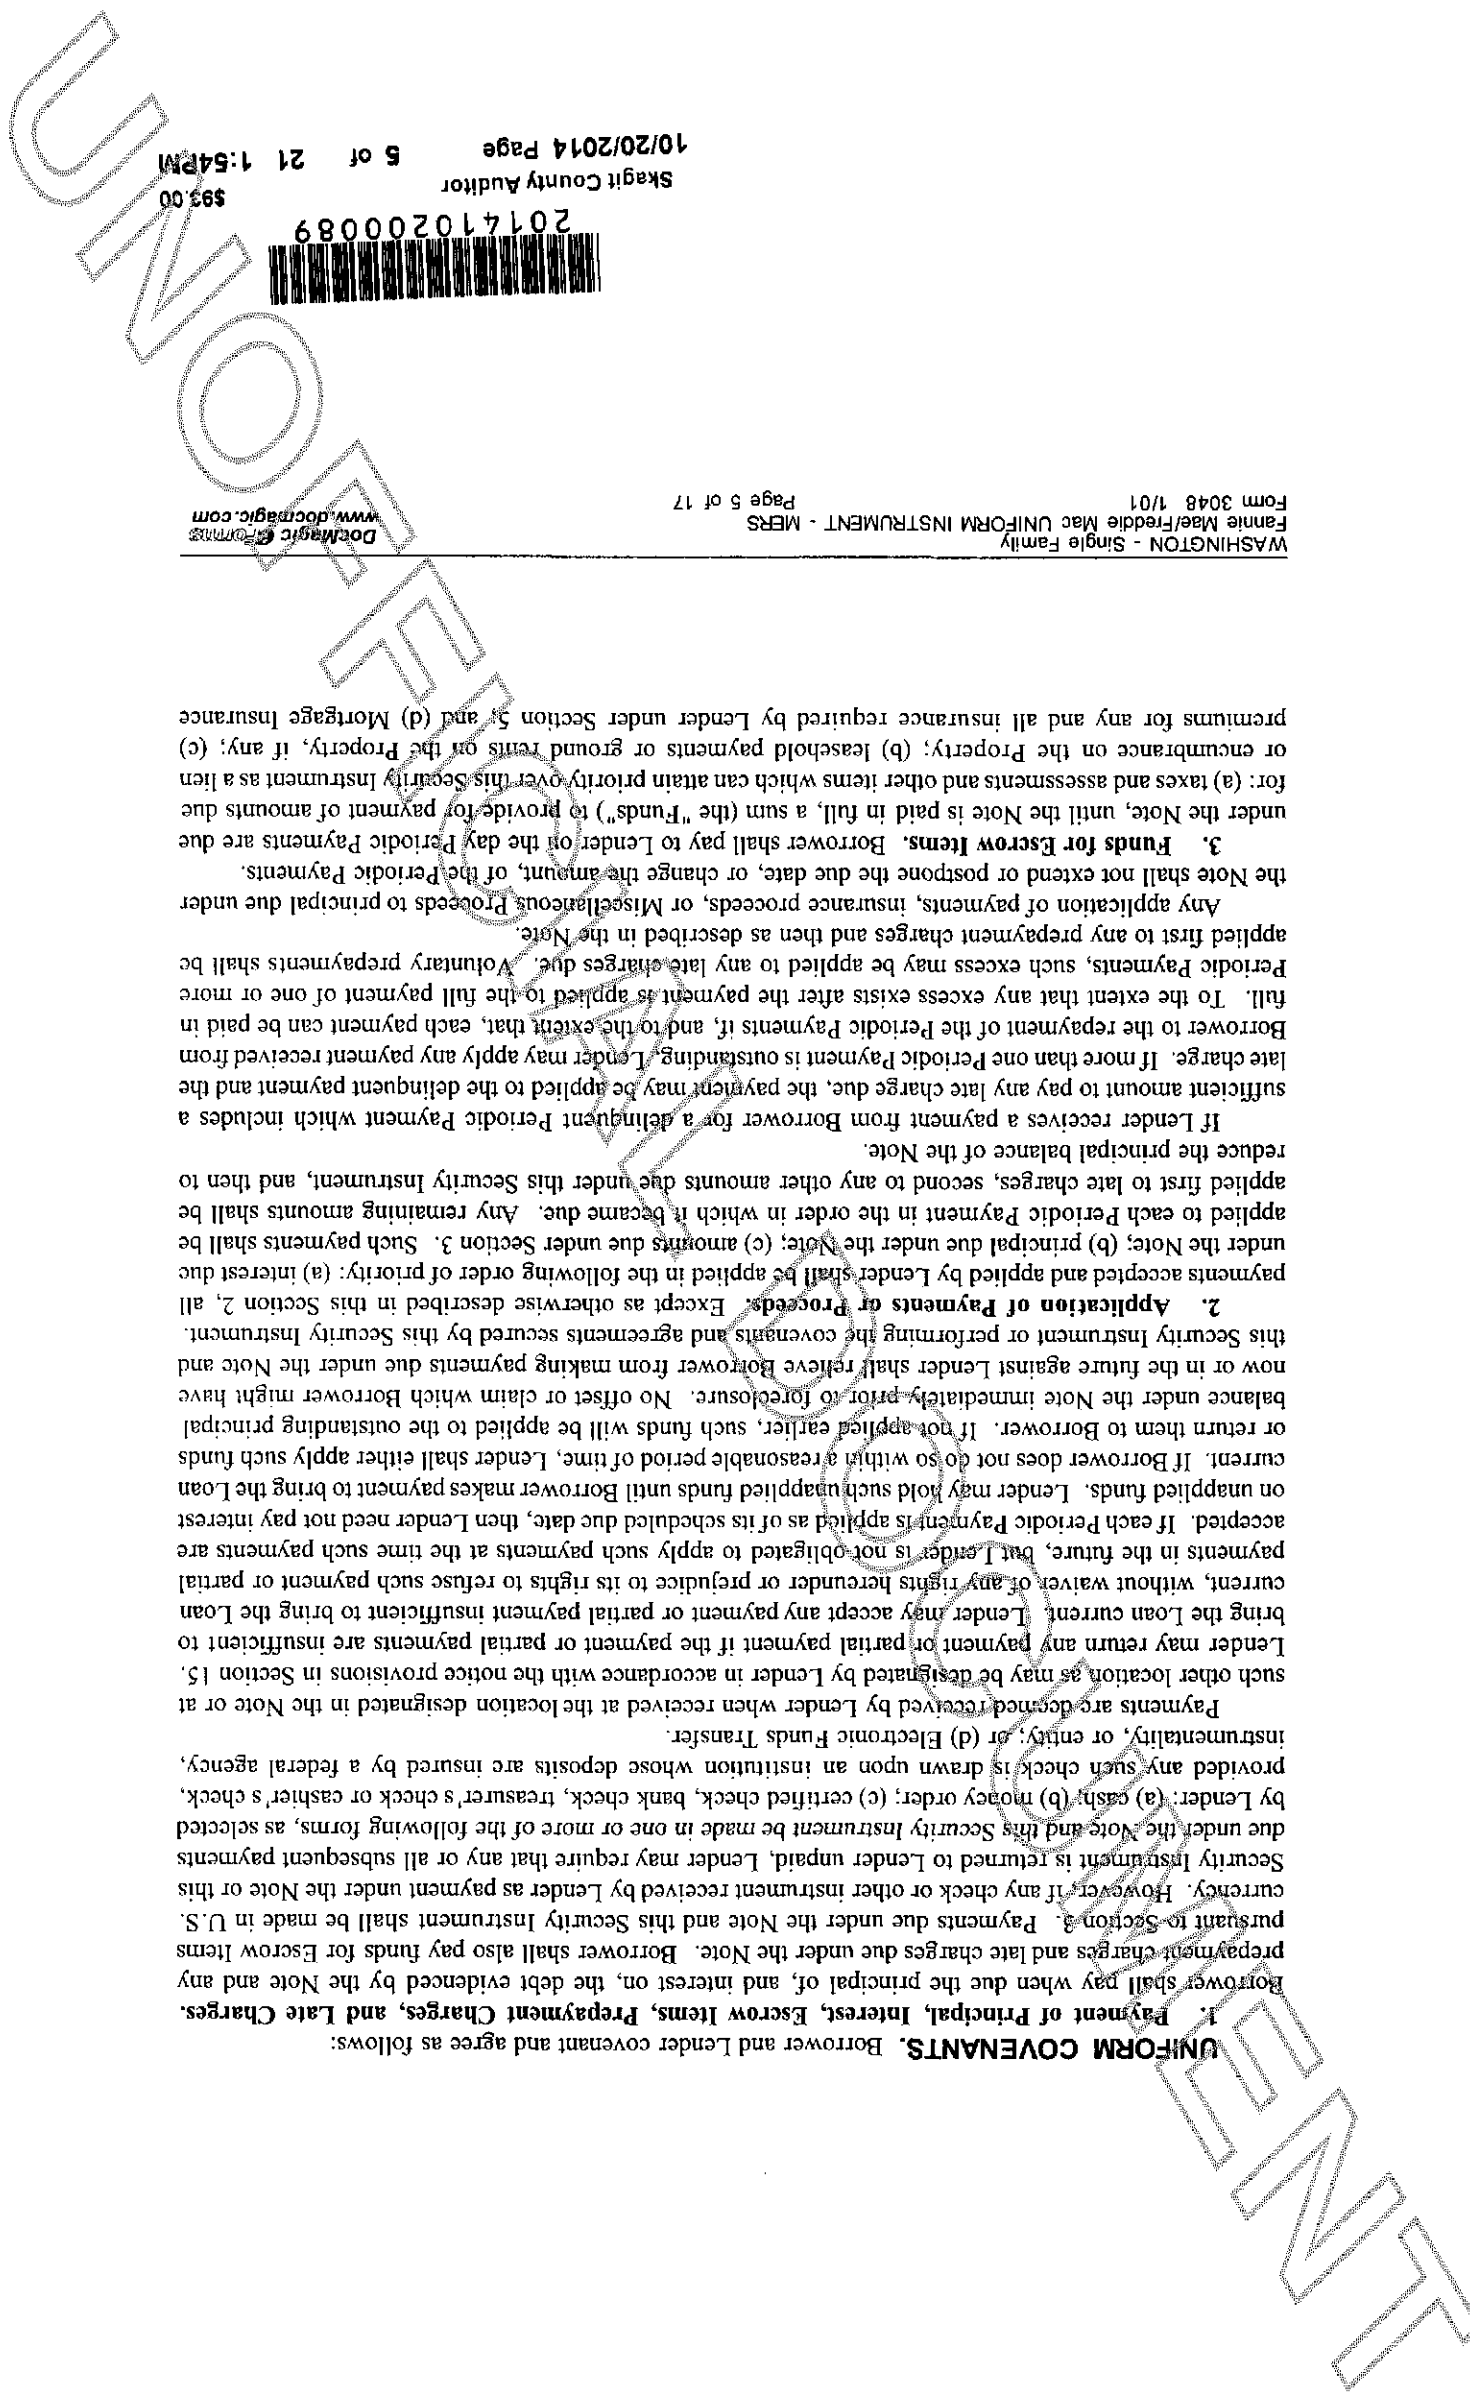 UNIFORM COVENANTS. Borrower and Lender covenant and agree as follows:
1. Payment of Principal, Interest, Escrow Items, Prepayment Charges, and Late Charges.
Borrower shall pay when due the principal of, and interest on, the debt evidenced by the Note and any
prepayment charges and late charges due under the Note. Borrower shall also pay funds for Escrow Items
pursuant to Section 3. Payments due under the Note and this Security Instrument shall be made in U.S.
currency. However, if any check or other instrument received by Lender as payment under the Note or this
Security Instrument is returned to Lender unpaid, Lender may require that any or all subsequent payments
due under the Note and this Security Instrument be made in one or more of the following forms, as selected
by Lender: (a) cash; (b) money order; (c) certified check, bank check, treasurer's check or cashier's check,
provided any such check is drawn upon an institution whose deposits are insured by a federal agency,
instrumentality, or entity; or (d) Electronic Funds Transfer.
Payments are deemed received by Lender when received at the location designated in the Note or at
such other location as may be designated by Lender in accordance with the notice provisions in Section 15.
Lender may return any payment or partial payment if the payment or partial payments are insufficient to
bring the Loan current. Lender may accept any payment or partial payment insufficient to bring the Loan
current, without waiver of any rights hereunder or prejudice to its rights to refuse such payment or partial
payments in the future, but Lender is not obligated to apply such payments at the time such payments are
accepted. If each Periodic Payment is applied as of its scheduled due date, then Lender need not pay interest
on unapplied funds. Lender may hold such unapplied funds until Borrower makes payment to bring the Loan
current. If Borrower does not do so within a reasonable period of time, Lender shall either apply such funds
or return them to Borrower. If not applied earlier, such funds will be applied to the outstanding principal
balance under the Note immediately prior to foreclosure. No offset or claim which Borrower might have
now or in the future against Lender shall relieve Borrower from making payments due under the Note and
this Security Instrument or performing the covenants and agreements secured by this Security Instrument.
2. Application of Payments or Proceeds. Except as otherwise described in this Section 2, all
payments accepted and applied by Lender shall be applied in the following order of priority: (a) interest due
under the Note; (b) principal due under the Note; (c) amounts due under Section 3. Such payments shall be
applied to each Periodic Payment in the order in which it became due. Any remaining amounts shall be
applied first to late charges, second to any other amounts due under this Security Instrument, and then to
reduce the principal balance of the Note.
If Lender receives a payment from Borrower for a delinquent Periodic Payment which includes a
sufficient amount to pay any late charge due, the payment may be applied to the delinquent payment and the
late charge. If more than one Periodic Payment is outstanding, Lender may apply any payment received from
Borrower to the repayment of the Periodic Payments if, and to the extent that, each payment can be paid in
full. To the extent that any excess exists after the payment is applied to the full payment of one or more
Periodic Payments, such excess may be applied to any late charges due. Voluntary prepayments shall be
applied first to any prepayment charges and then as described in the Note.
Any application of payments, insurance proceeds, or Miscellaneous Proceeds to principal due under
the Note shall not extend or postpone the due date, or change the amount, of the Periodic Payments.
3. Funds for Escrow Items. Borrower shall pay to Lender on the day Periodic Payments are due
under the Note, until the Note is paid in full, a sum (the "Funds") to provide for payment of amounts due
for: (a) taxes and assessments and other items which can attain priority over this Security Instrument as a lien
or encumbrance on the Property; (b) leasehold payments or ground rents on the Property, if any; (c)
premiums for any and all insurance required by Lender under Section 5; and (d) Mortgage Insurance
WASHINGTON - Single Family
Fannie Mae/Freddie Mac UNIFORM INSTRUMENT - MERS
Form 3048 1/01 Page 5 of 17
DocMagic eForms
www.docmagic.com
201410200089
Skagit County Auditor $93.00
10/20/2014 Page 5 of 21 1:54PM
UNOFFICIAL DOCUMENT